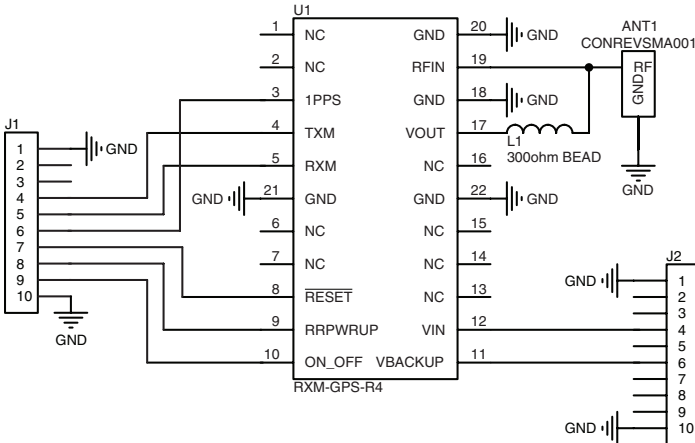 U1
ANT1
CONREVSMA001
1 NC GND 20 GND
2 NC RFIN 19 RF
GND
3 1PPS GND 18 GND
4 TXM VOUT 17
L1
300ohm BEAD
5 RXM NC 16
GND 21 GND GND 22 GND
GND
6 NC NC 15
7 NC NC 14
8 RESET NC 13
9 RRPWRUP VIN 12
10 ON_OFF VBACKUP 11
RXM-GPS-R4
J1
1 GND
2
3
4
5
6
7
8
9
10
GND
J2
GND 1
2
3
4
5
6
7
8
9
GND 10